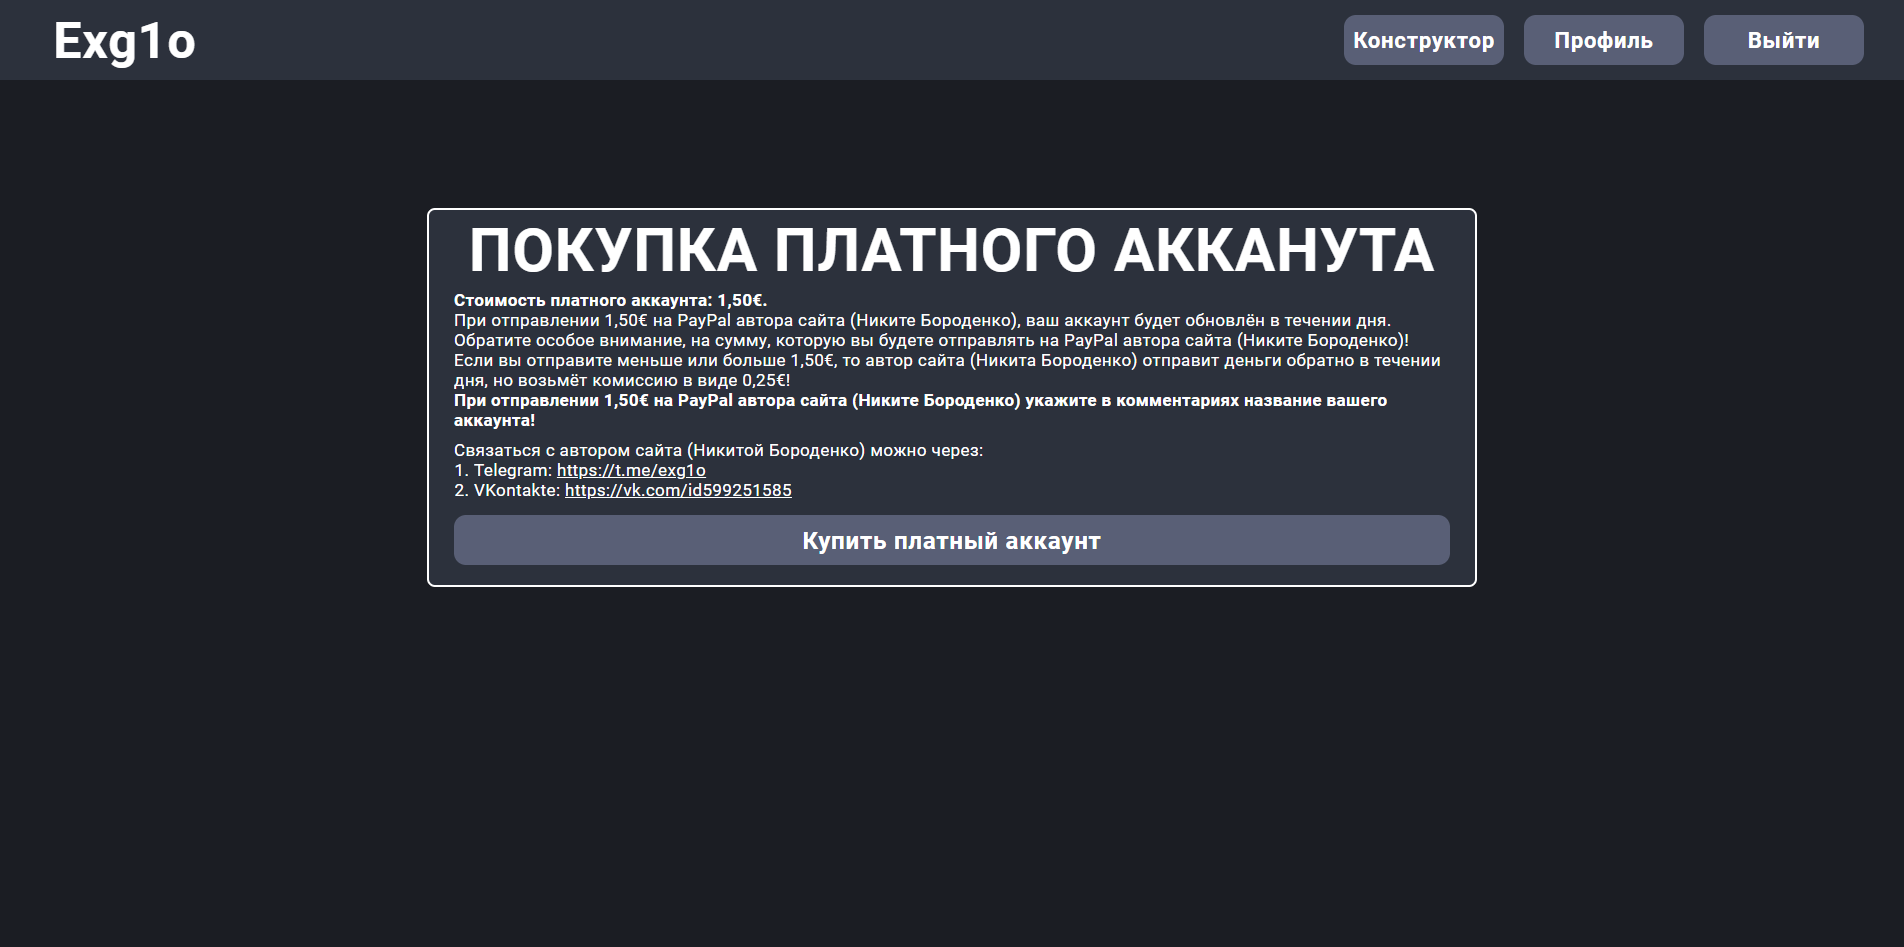 Exg1o
Конструктор
Профиль
Выйти
ПОКУПКА ПЛАТНОГО АККАНУТА
Стоимость платного аккаунта: 1,50€.
При отправлении 1,50€ на PayPal автора сайта (Никите Бороденко), ваш аккаунт будет обновлён в течении дня.
Обратите особое внимание, на сумму, которую вы будете отправлять на PayPal автора сайта (Никите Бороденко)!
Если вы отправите меньше или больше 1,50€, то автор сайта (Никита Бороденко) отправит деньги обратно в течении
дня, но возьмёт комиссию в виде 0,25€!
При отправлении 1,50€ на PayPal автора сайта (Никите Бороденко) укажите в комментариях название вашего
аккаунта!
Связаться с автором сайта (Никитой Бороденко) можно через:
1. Telegram: https://t.me/exg1o
2. VKontakte: https://vk.com/id599251585
Купить платный аккаунт